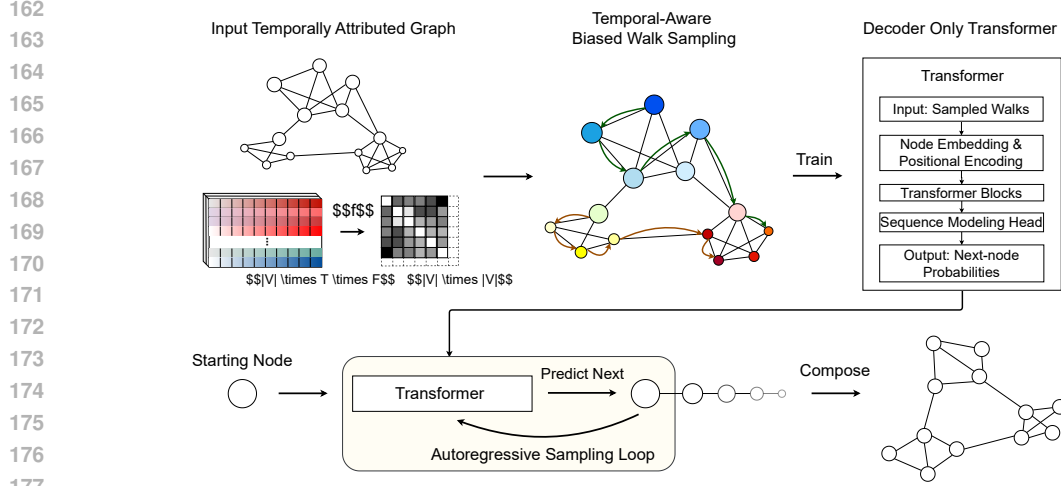 162
163
164
165
166
167
168
169
170
171
172
173
174
175
176
177
Input Temporally Attributed Graph
$$f$$
$$|V| \times T \times F$$ $$|V| \times |V|$$
Temporal-Aware
Biased Walk Sampling
Train
Decoder Only Transformer
Transformer
Input: Sampled Walks
Node Embedding &
Positional Encoding
Transformer Blocks
Sequence Modeling Head
Output: Next-node
Probabilities
Starting Node
Transformer
Predict Next
Autoregressive Sampling Loop
Compose